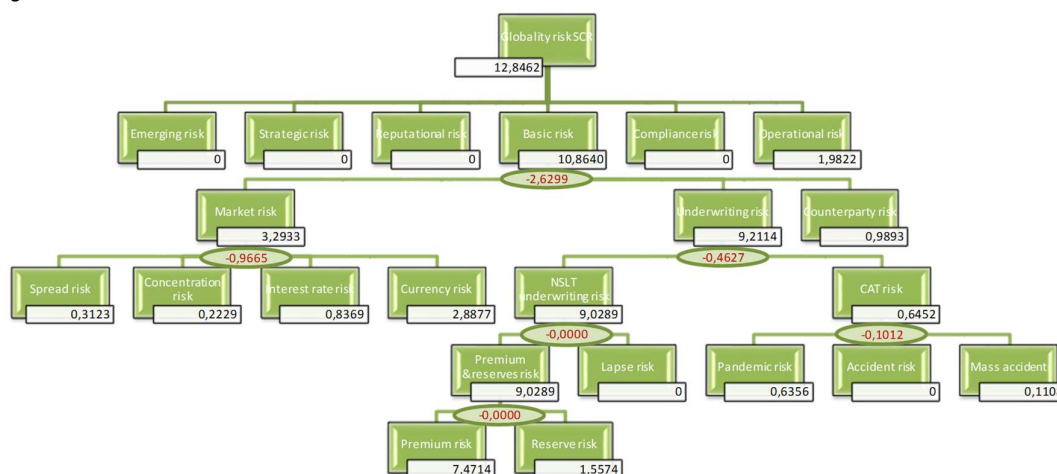 Globality risk SCR
12,8462
Emerging risk
0
Strategic risk
0
Reputational risk
0
Basic risk
10,8640
Compliance risk
0
Operational risk
1,9822
-2,6299
Market risk
3,2933
Underwriting risk
9,2114
Counterparty risk
0,9893
-0,9665
-0,4627
Spread risk
0,3123
Concentration
risk
0,2229
Interest rate risk
0,8369
Currency risk
2,8877
NSLT
underwriting risk
9,0289
CAT risk
0,6452
-0,0000
-0,1012
Premium
&reserves risk
9,0289
Lapse risk
0
Pandemic risk
0,6356
Accident risk
0
Mass accident
0,110
-0,0000
Premium risk
7,4714
Reserve risk
1,5574